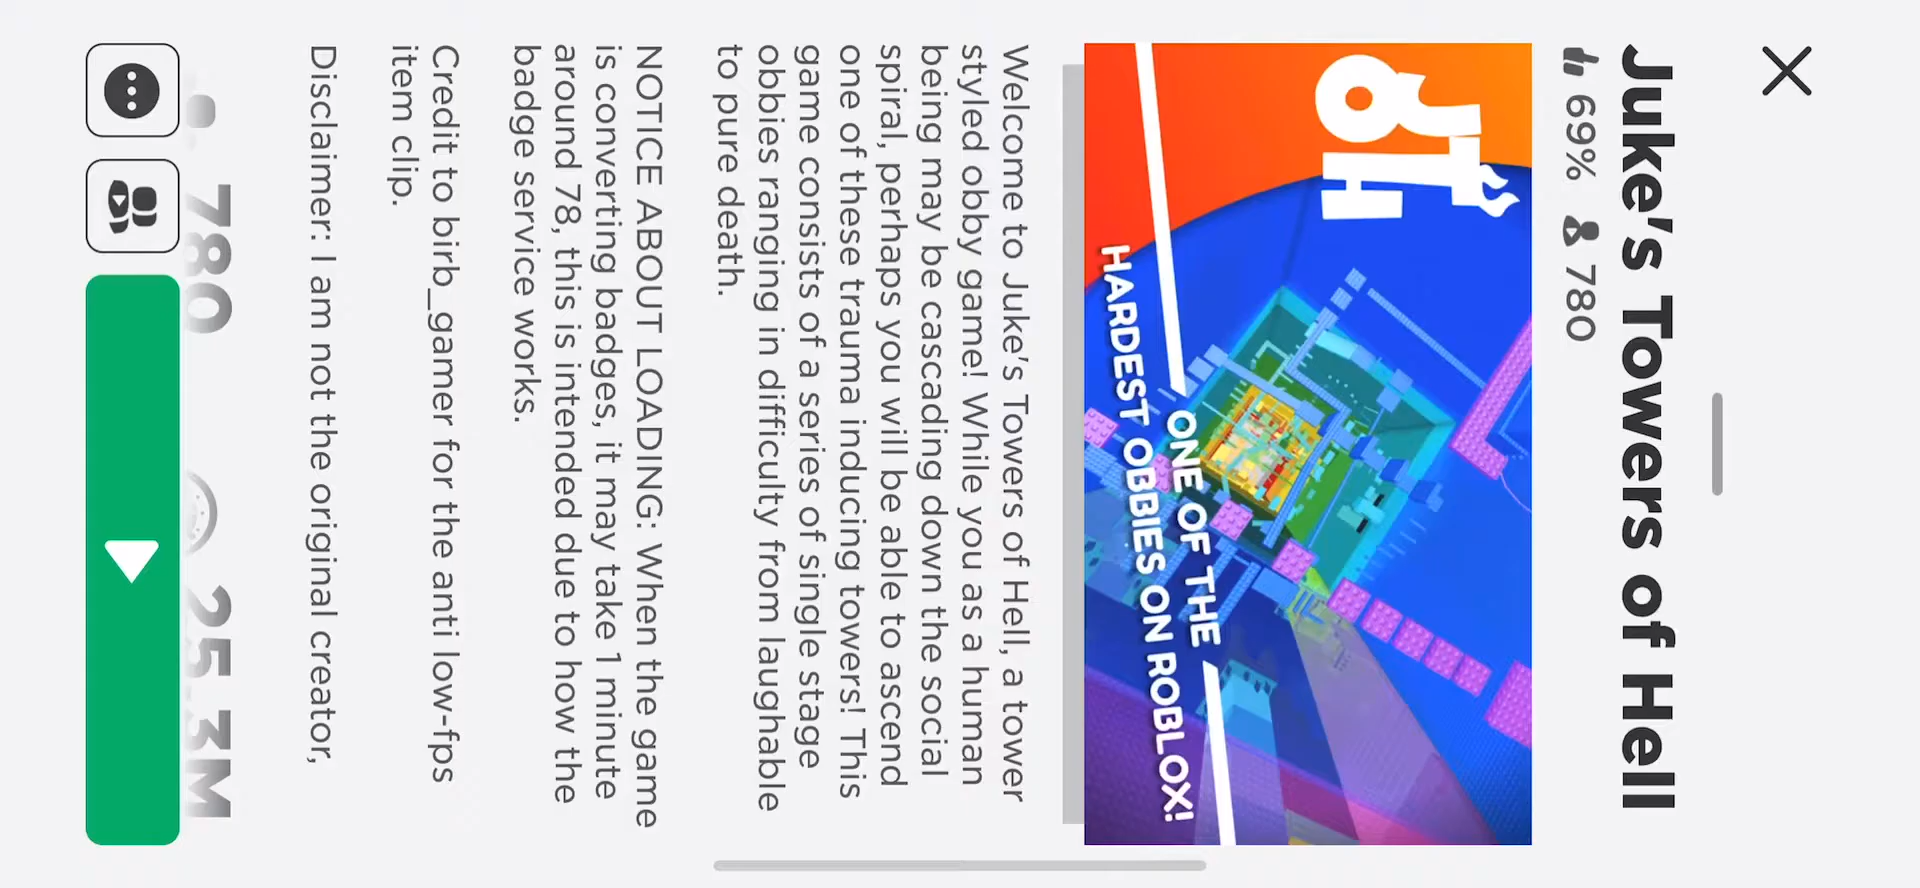 Juke's Towers of Hell
69% 780
JToH
ONE OF THE
HARDEST OBBIES ON ROBLOX!
Welcome to Juke's Towers of Hell, a tower
styled obby game! While you as a human
being may be cascading down the social
spiral, perhaps you will be able to ascend
one of these trauma inducing towers! This
game consists of a series of single stage
obbies ranging in difficulty from laughable
to pure death.
NOTICE ABOUT LOADING: When the game
is converting badges, it may take 1 minute
around 78, this is intended due to how the
badge service works.
Credit to birb_gamer for the anti low-fps
item clip.
Disclaimer: I am not the original creator,
780 25.3M